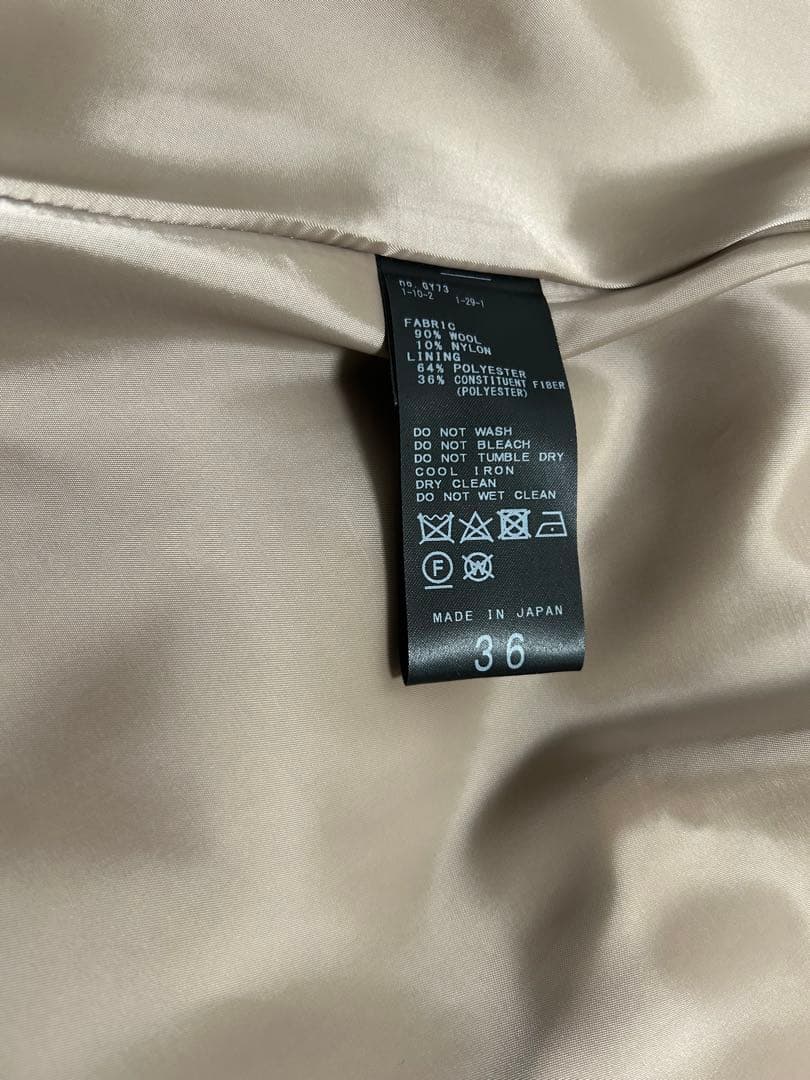 no. GY73
1-10-2 1-29-1
FABRIC
90% WOOL
10% NYLON
LINING
64% POLYESTER
36% CONSTITUENT FIBER
(POLYESTER)
DO NOT WASH
DO NOT BLEACH
DO NOT TUMBLE DRY
COOL IRON
DRY CLEAN
DO NOT WET CLEAN
F W
MADE IN JAPAN
36